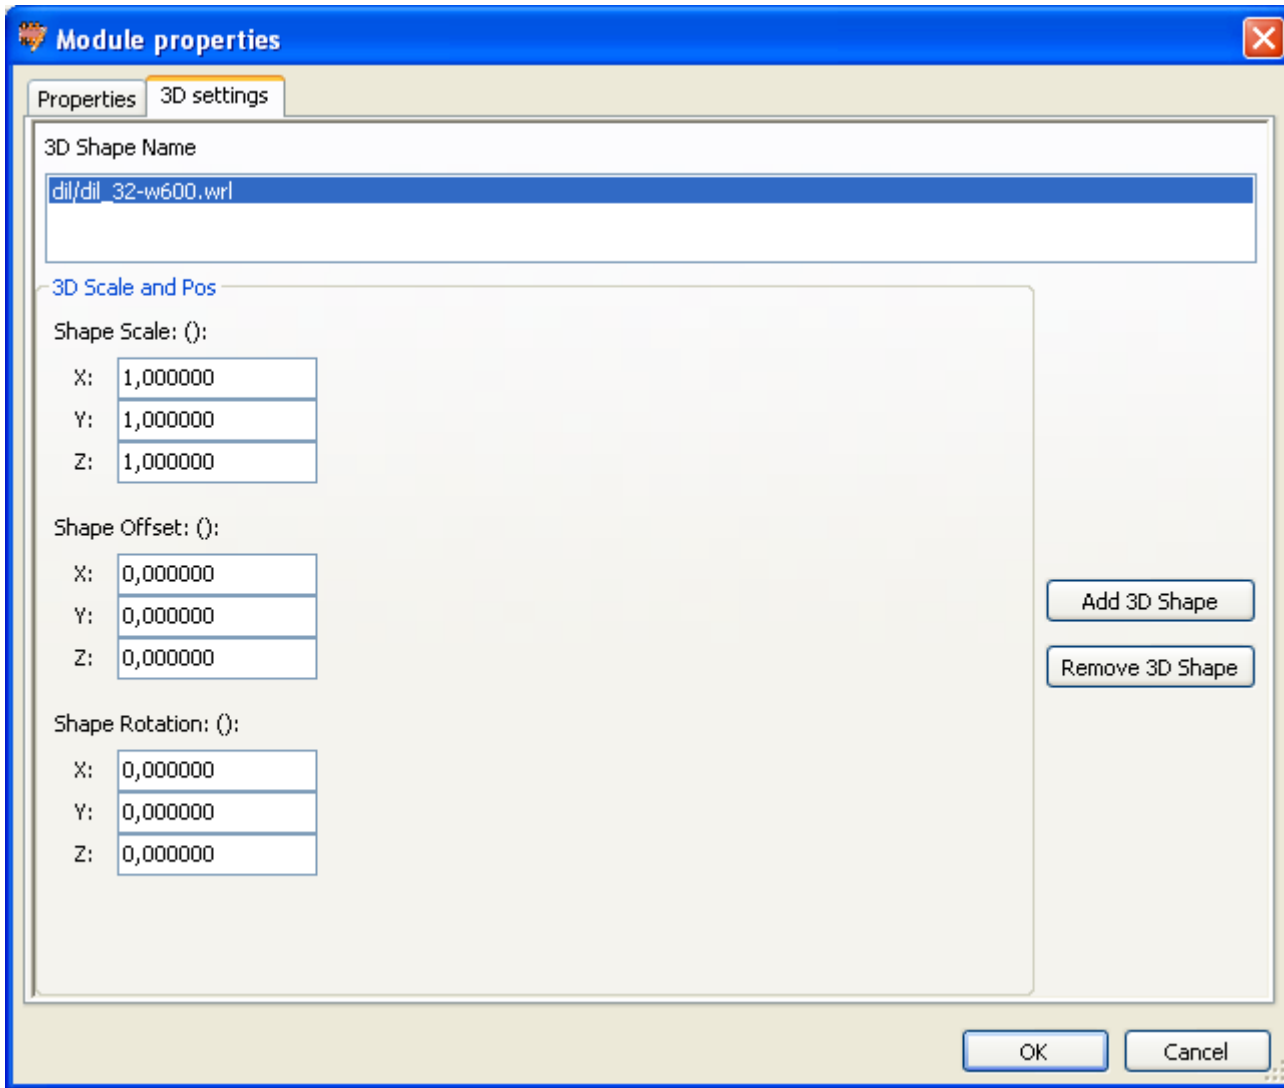 Module properties
Properties 3D settings
3D Shape Name
dil/dil_32-w600.wrl
3D Scale and Pos
Shape Scale: ():
X: 1,000000
Y: 1,000000
Z: 1,000000
Shape Offset: ():
X: 0,000000
Y: 0,000000
Z: 0,000000
Add 3D Shape
Remove 3D Shape
Shape Rotation: ():
X: 0,000000
Y: 0,000000
Z: 0,000000
OK Cancel